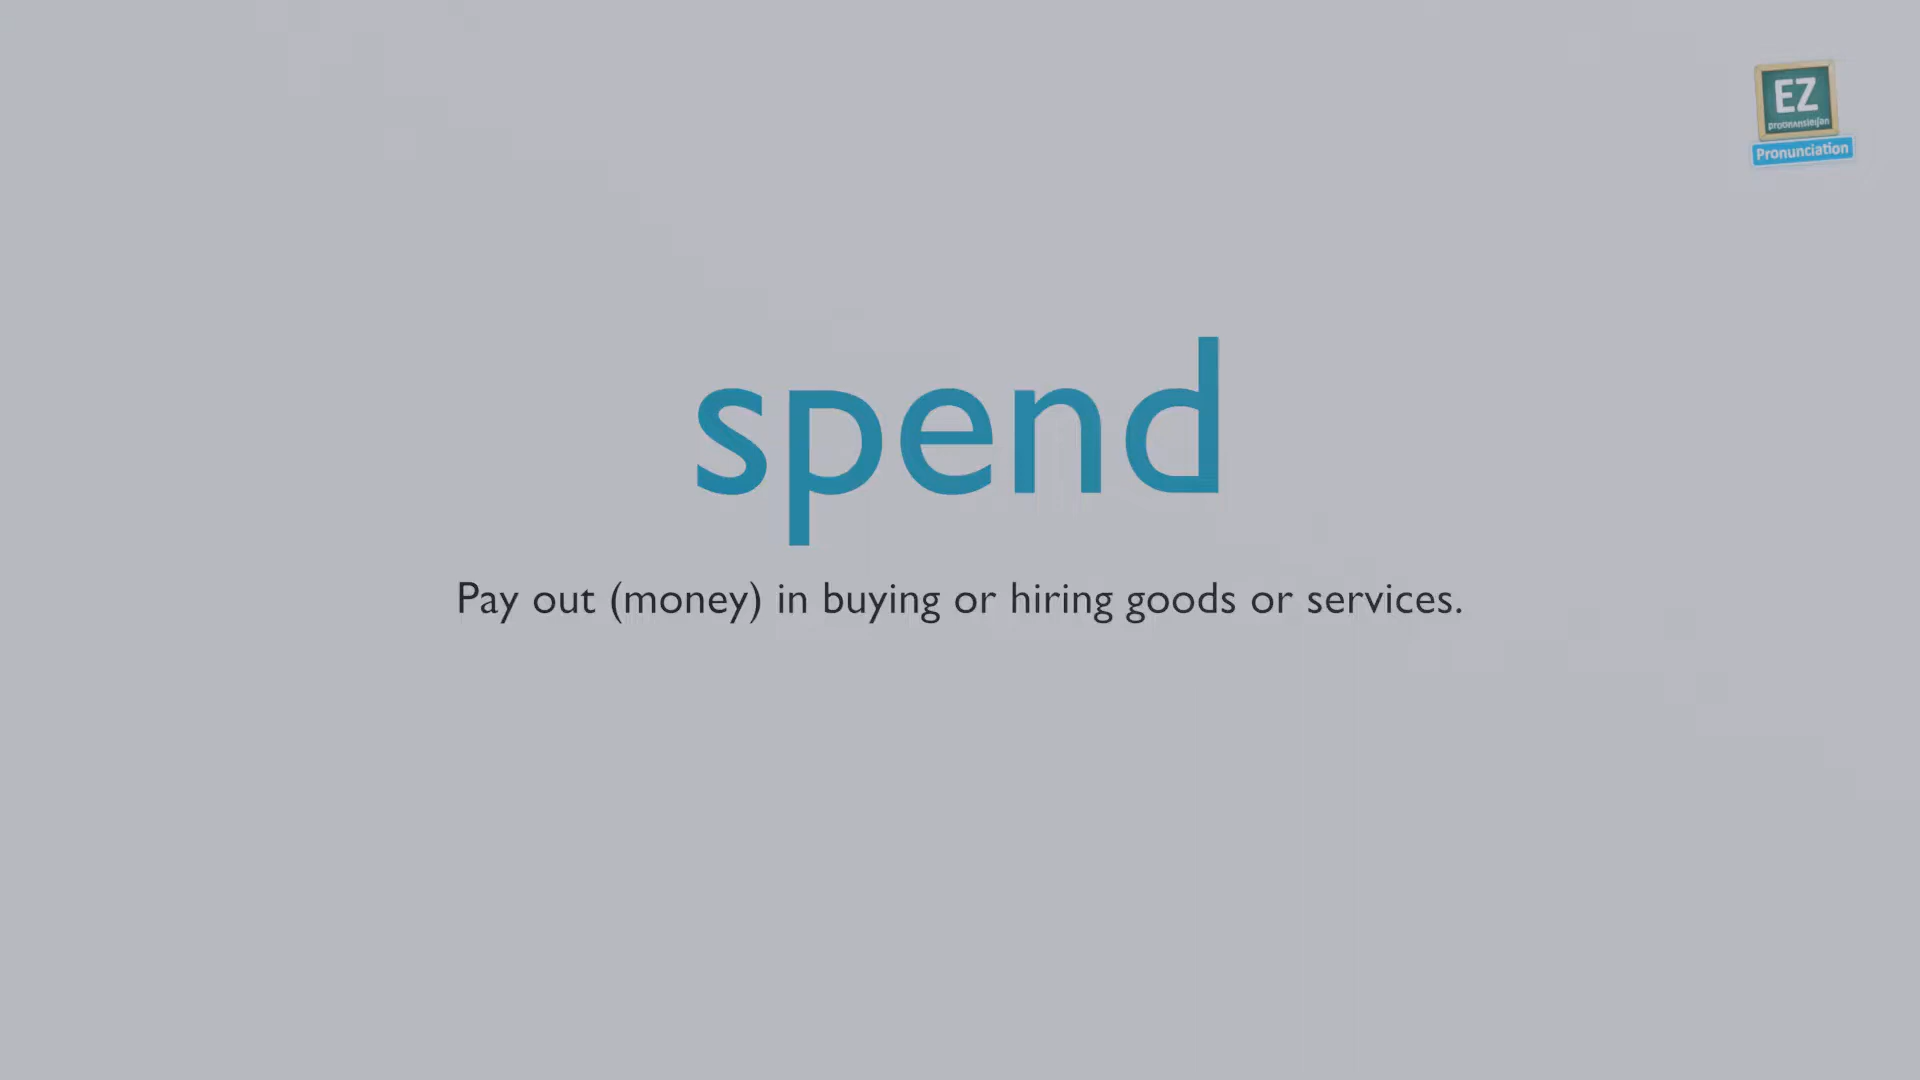 EZ
Pronunciation
spend
Pay out (money) in buying or hiring goods or services.